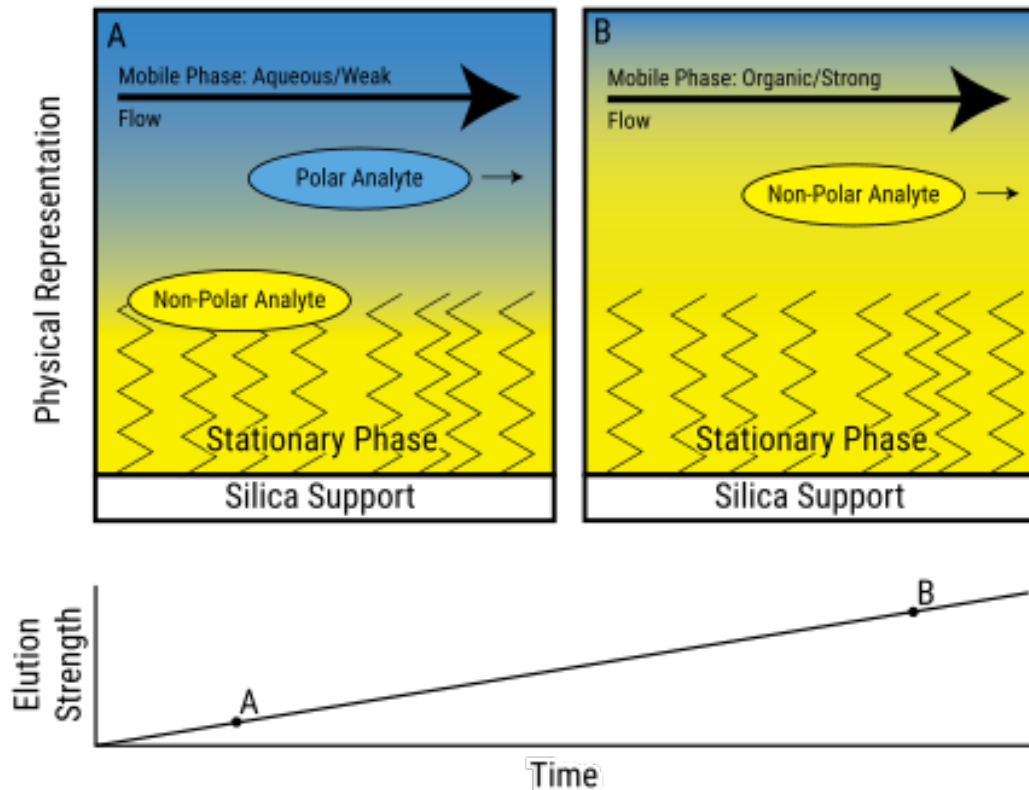 Physical Representation
A
Mobile Phase: Aqueous/Weak
Flow
Polar Analyte
Non-Polar Analyte
Stationary Phase
Silica Support
B
Mobile Phase: Organic/Strong
Flow
Non-Polar Analyte
Stationary Phase
Silica Support
Elution
Strength
A
B
Time